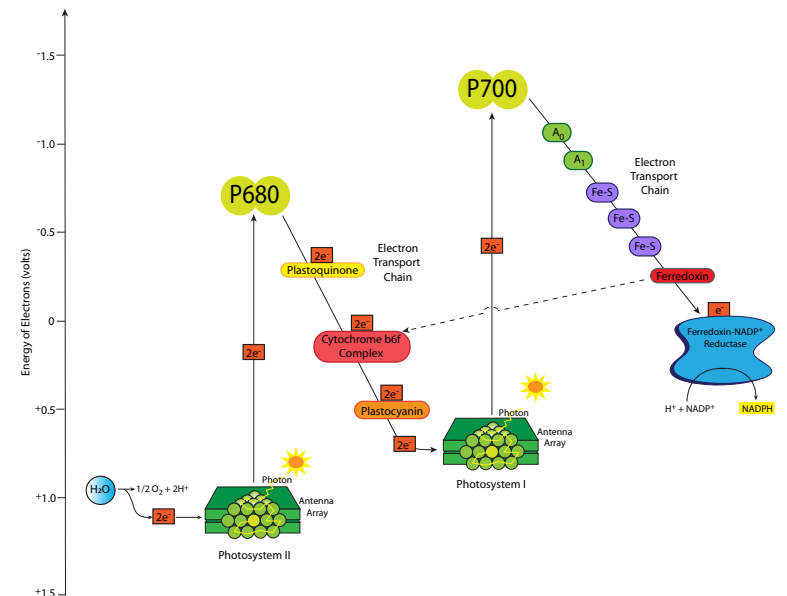 -1.5
-1.0
-0.5
0
+0.5
+1.0
+1.5
Energy of Electrons (volts)
H₂O
1/2 O₂ + 2H⁺
2e⁻
Photon
Antenna
Array
Photosystem II
2e⁻
P680
2e⁻
Plastoquinone
Electron
Transport
Chain
2e⁻
Cytochrome b6f
Complex
2e⁻
Plastocyanin
2e⁻
Photon
Antenna
Array
Photosystem I
2e⁻
P700
A₀
A₁
Fe-S
Fe-S
Fe-S
Electron
Transport
Chain
Ferredoxin
e⁻
Ferredoxin-NADP⁺
Reductase
H⁺ + NADP⁺
NADPH